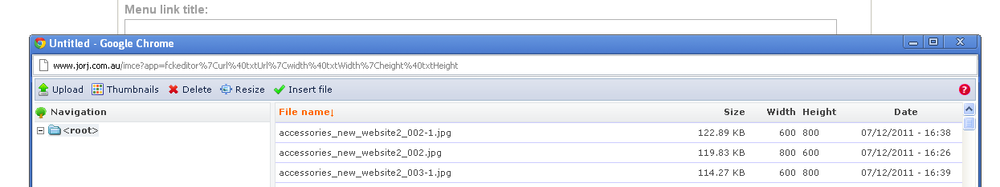 Menu link title:
Untitled - Google Chrome
www.jorj.com.au/imce?app=fckeditor%7Curl%40txtUrl%7Cwidth%40txtWidth%7Cheight%40txtHeight
Upload Thumbnails Delete Resize Insert file ?
Navigation File name↓ Size Width Height Date
<root>
accessories_new_website2_002-1.jpg 122.89 KB 600 800 07/12/2011 - 16:38
accessories_new_website2_002.jpg 119.83 KB 800 600 07/12/2011 - 16:26
accessories_new_website2_003-1.jpg 114.27 KB 600 800 07/12/2011 - 16:39